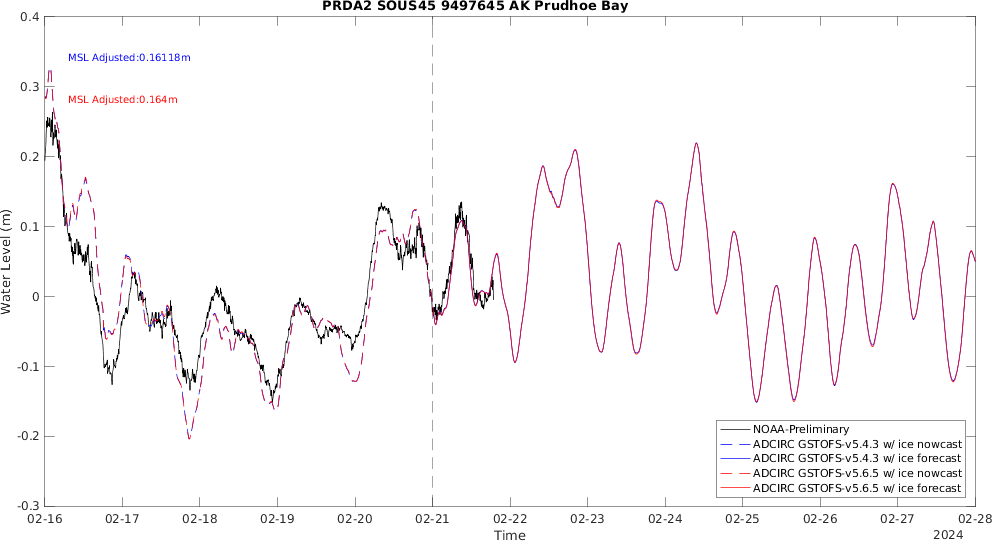 PRDA2 SOUS45 9497645 AK Prudhoe Bay
0.4
0.3
0.2
0.1
0
-0.1
-0.2
-0.3
Water Level (m)
MSL Adjusted:0.16118m
MSL Adjusted:0.164m
NOAA-Preliminary
ADCIRC GSTOFS-v5.4.3 w/ ice nowcast
ADCIRC GSTOFS-v5.4.3 w/ ice forecast
ADCIRC GSTOFS-v5.6.5 w/ ice nowcast
ADCIRC GSTOFS-v5.6.5 w/ ice forecast
02-16 02-17 02-18 02-19 02-20 02-21 02-22 02-23 02-24 02-25 02-26 02-27 02-28
Time
2024